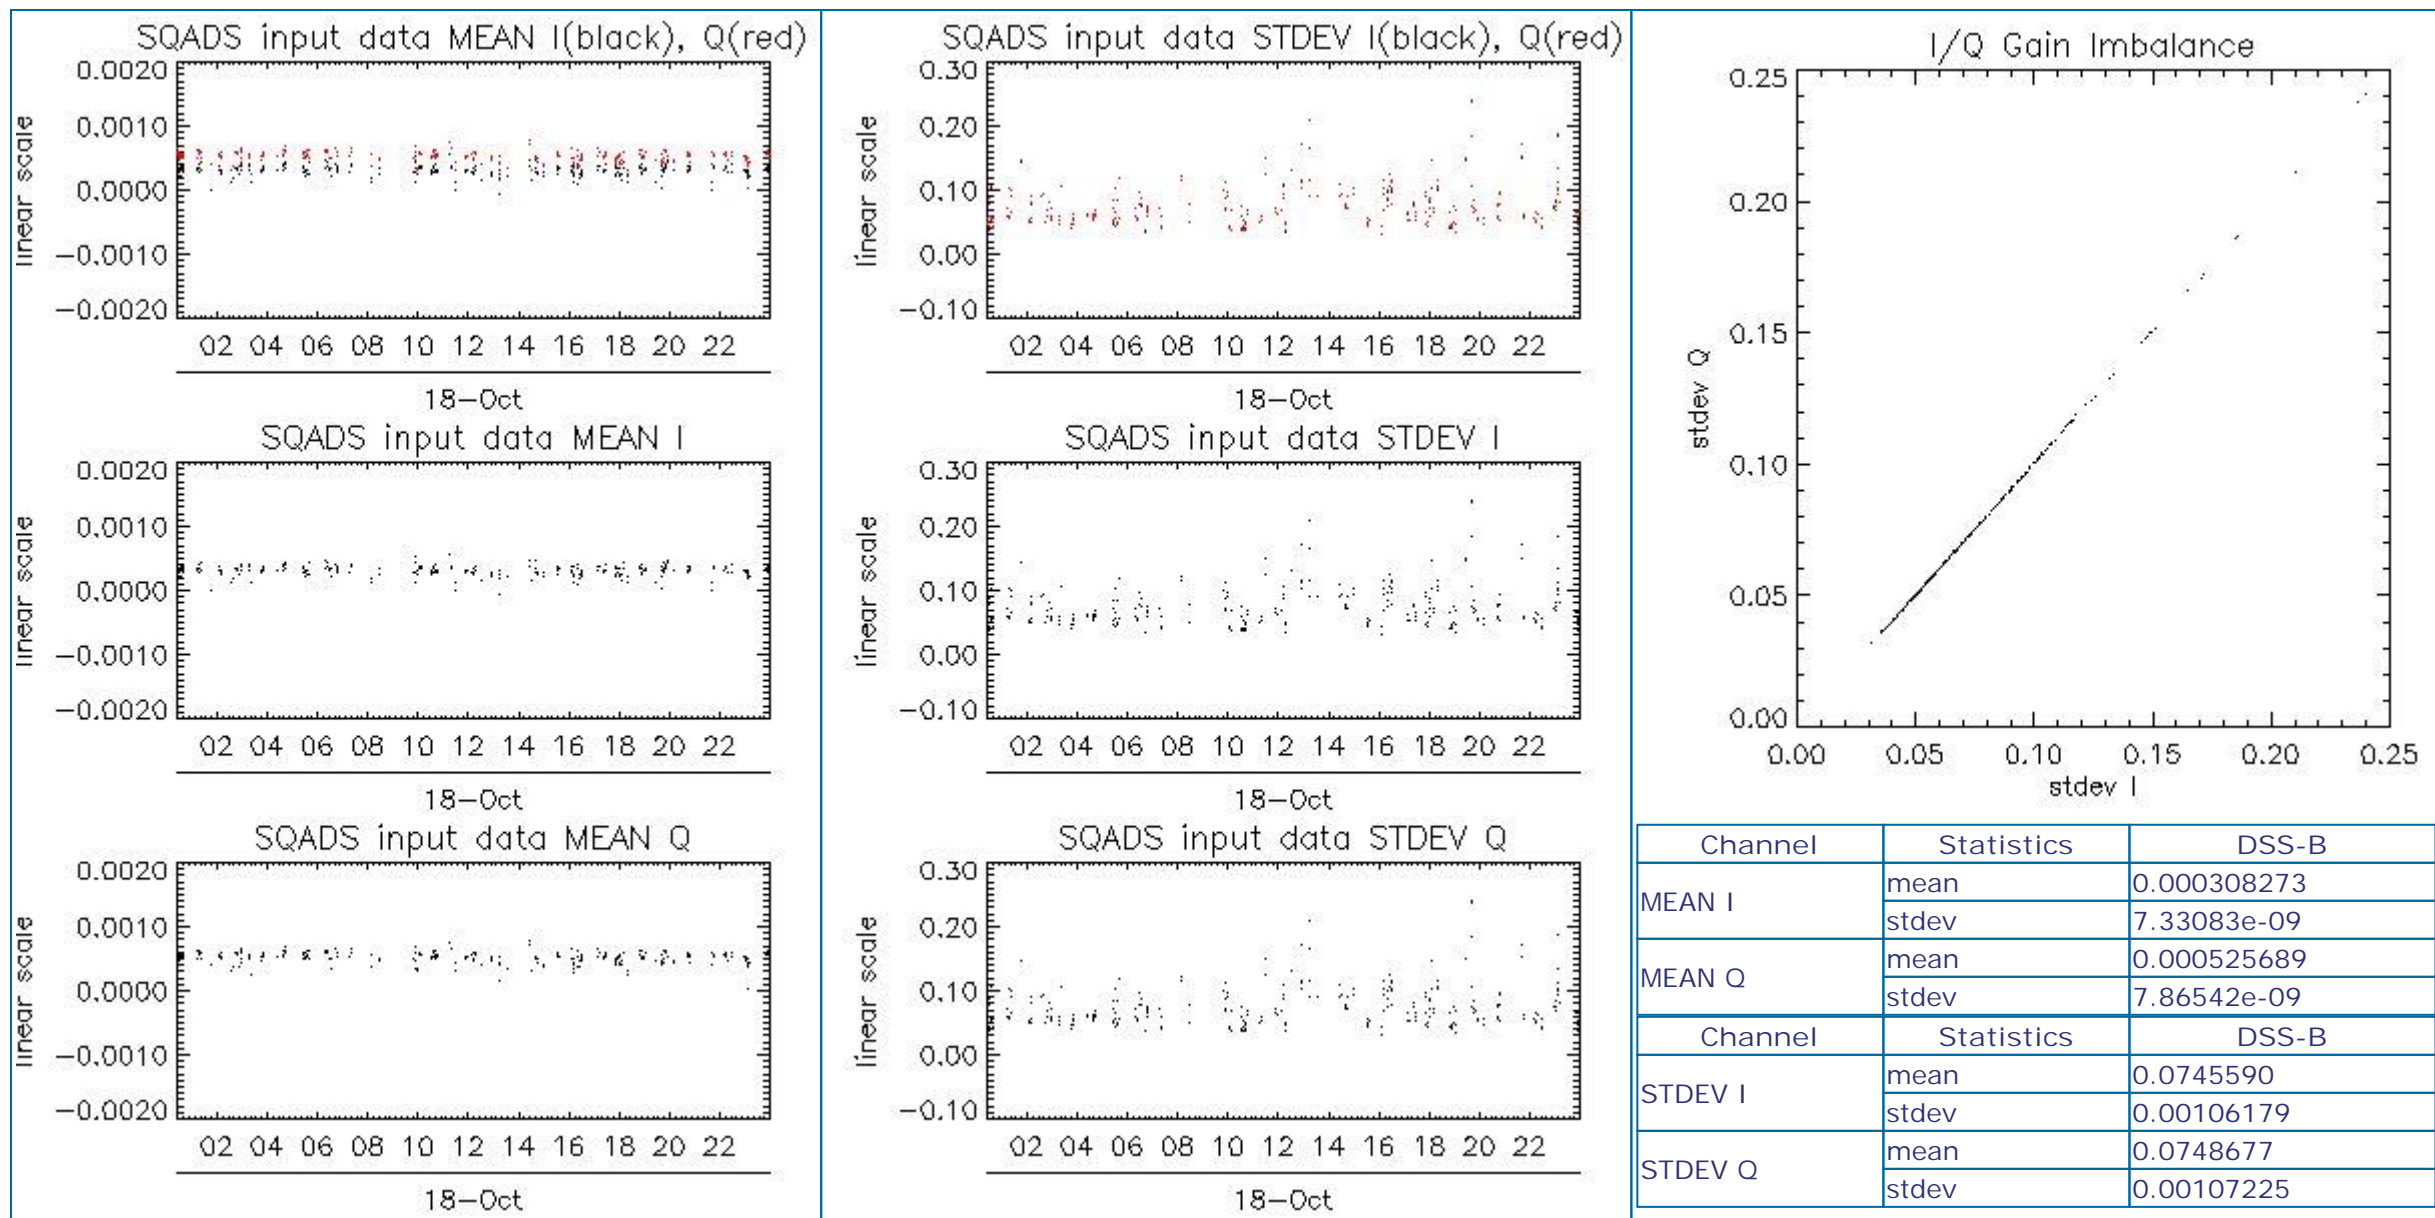 SQADS input data MEAN I(black), Q(red)
0.0020
0.0010
0.0000
−0.0010
−0.0020
linear scale
02 04 06 08 10 12 14 16 18 20 22
18−Oct
SQADS input data MEAN I
0.0020
0.0010
0.0000
−0.0010
−0.0020
linear scale
02 04 06 08 10 12 14 16 18 20 22
18−Oct
SQADS input data MEAN Q
0.0020
0.0010
0.0000
−0.0010
−0.0020
linear scale
02 04 06 08 10 12 14 16 18 20 22
18−Oct
SQADS input data STDEV I(black), Q(red)
0.30
0.20
0.10
0.00
−0.10
linear scale
02 04 06 08 10 12 14 16 18 20 22
18−Oct
SQADS input data STDEV I
0.30
0.20
0.10
0.00
−0.10
linear scale
02 04 06 08 10 12 14 16 18 20 22
18−Oct
SQADS input data STDEV Q
0.30
0.20
0.10
0.00
−0.10
linear scale
02 04 06 08 10 12 14 16 18 20 22
18−Oct
I/Q Gain Imbalance
0.25
0.20
0.15
0.10
0.05
0.00
stdev Q
0.00 0.05 0.10 0.15 0.20 0.25
stdev I
Channel Statistics DSS-B
MEAN I mean 0.000308273
stdev 7.33083e-09
MEAN Q mean 0.000525689
stdev 7.86542e-09
Channel Statistics DSS-B
STDEV I mean 0.0745590
stdev 0.00106179
STDEV Q mean 0.0748677
stdev 0.00107225